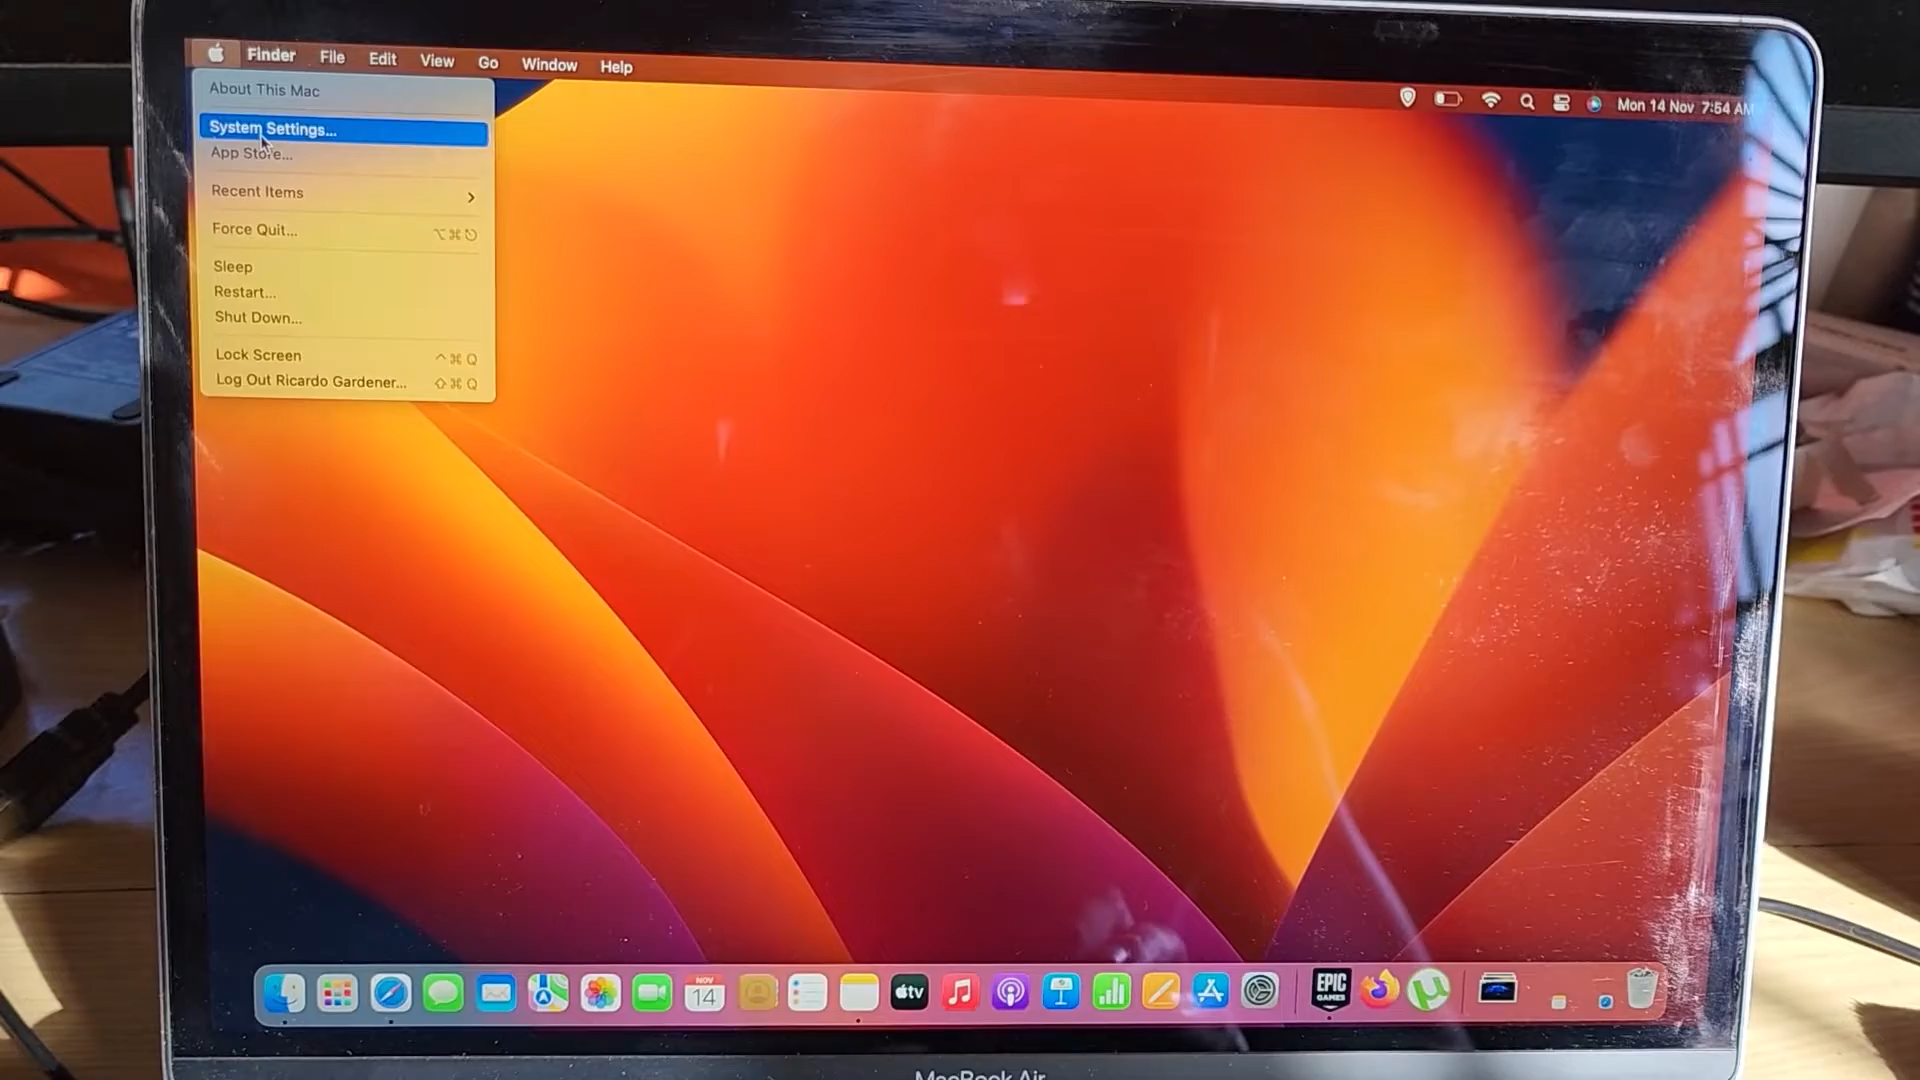 Finder File Edit View Go Window Help
Mon 14 Nov 7:54 AM
About This Mac
System Settings...
App Store...
Recent Items
Force Quit... ⌥⌘⎋
Sleep
Restart...
Shut Down...
Lock Screen ^⌘Q
Log Out Ricardo Gardener... ⇧⌘Q
NOV
14
tv
EPIC
GAMES
MacBook Air